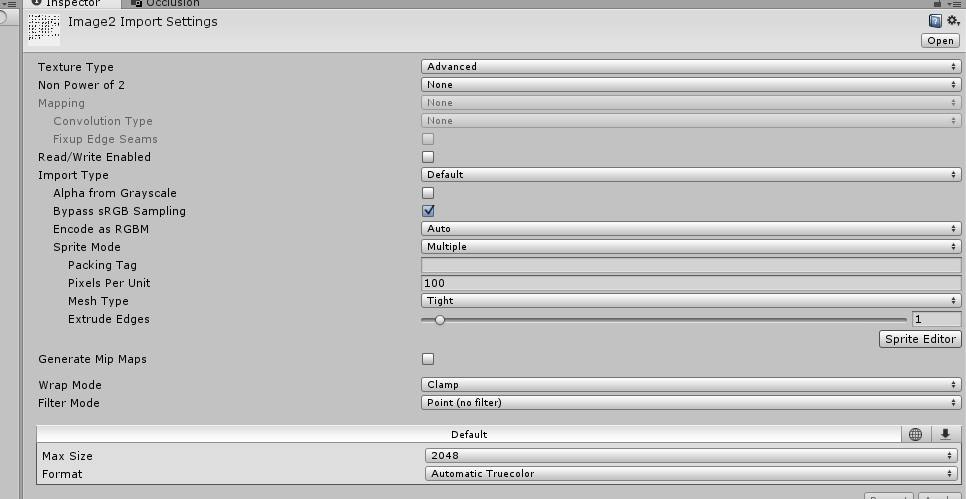 Inspector Occlusion
Image2 Import Settings
Open
Texture Type Advanced
Non Power of 2 None
Mapping None
Convolution Type None
Fixup Edge Seams
Read/Write Enabled
Import Type Default
Alpha from Grayscale
Bypass sRGB Sampling
Encode as RGBM Auto
Sprite Mode Multiple
Packing Tag
Pixels Per Unit 100
Mesh Type Tight
Extrude Edges 1
Sprite Editor
Generate Mip Maps
Wrap Mode Clamp
Filter Mode Point (no filter)
Default
Max Size 2048
Format Automatic Truecolor